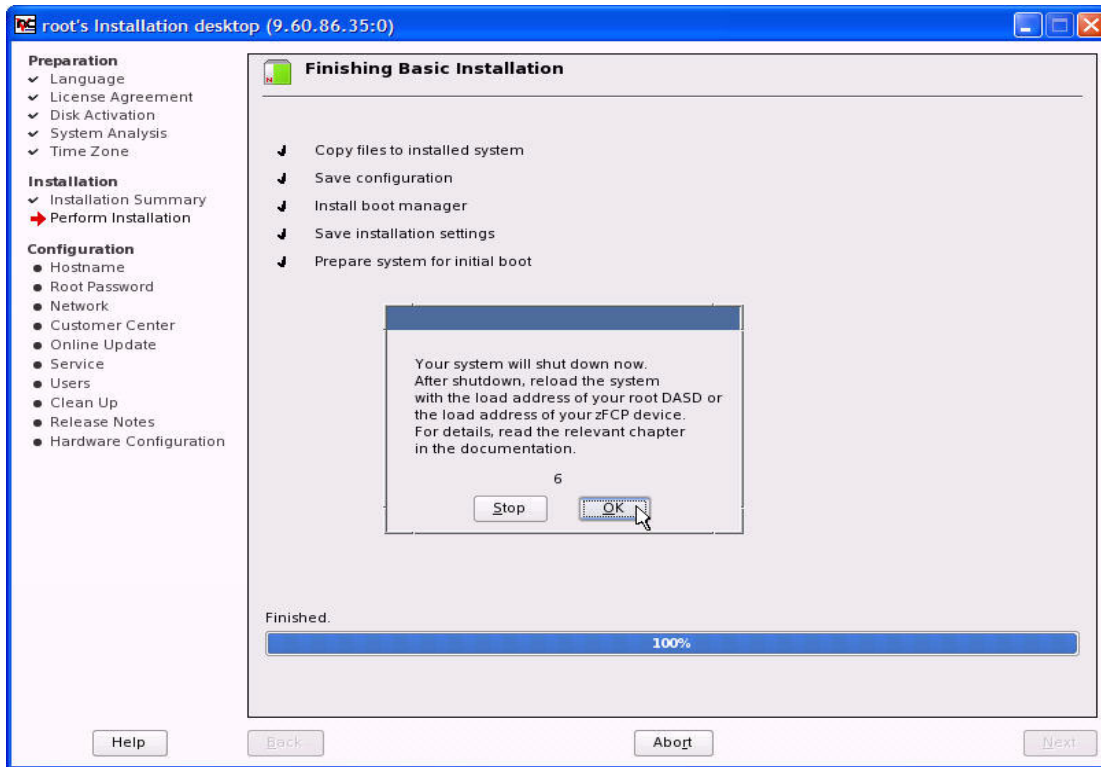 root's Installation desktop (9.60.86.35:0)
Preparation
Language
License Agreement
Disk Activation
System Analysis
Time Zone
Installation
Installation Summary
Perform Installation
Configuration
Hostname
Root Password
Network
Customer Center
Online Update
Service
Users
Clean Up
Release Notes
Hardware Configuration
Finishing Basic Installation
Copy files to installed system
Save configuration
Install boot manager
Save installation settings
Prepare system for initial boot
Your system will shut down now.
After shutdown, reload the system
with the load address of your root DASD or
the load address of your zFCP device.
For details, read the relevant chapter
in the documentation.
6
Stop OK
Finished.
100%
Help Back Abort Next